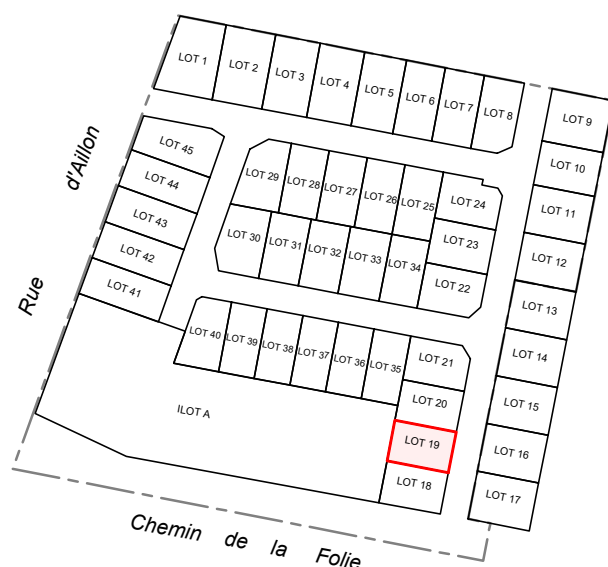 LOT 1
LOT 2
LOT 3
LOT 4
LOT 5
LOT 6
LOT 7
LOT 8
LOT 9
LOT 10
LOT 11
LOT 12
LOT 13
LOT 14
LOT 15
LOT 16
LOT 17
LOT 45
LOT 44
LOT 43
LOT 42
LOT 41
LOT 29
LOT 28
LOT 27
LOT 26
LOT 25
LOT 24
LOT 23
LOT 22
LOT 30
LOT 31
LOT 32
LOT 33
LOT 34
LOT 40
LOT 39
LOT 38
LOT 37
LOT 36
LOT 35
LOT 21
LOT 20
LOT 19
LOT 18
ILOT A
Rue d'Aillon
Chemin de la Folie